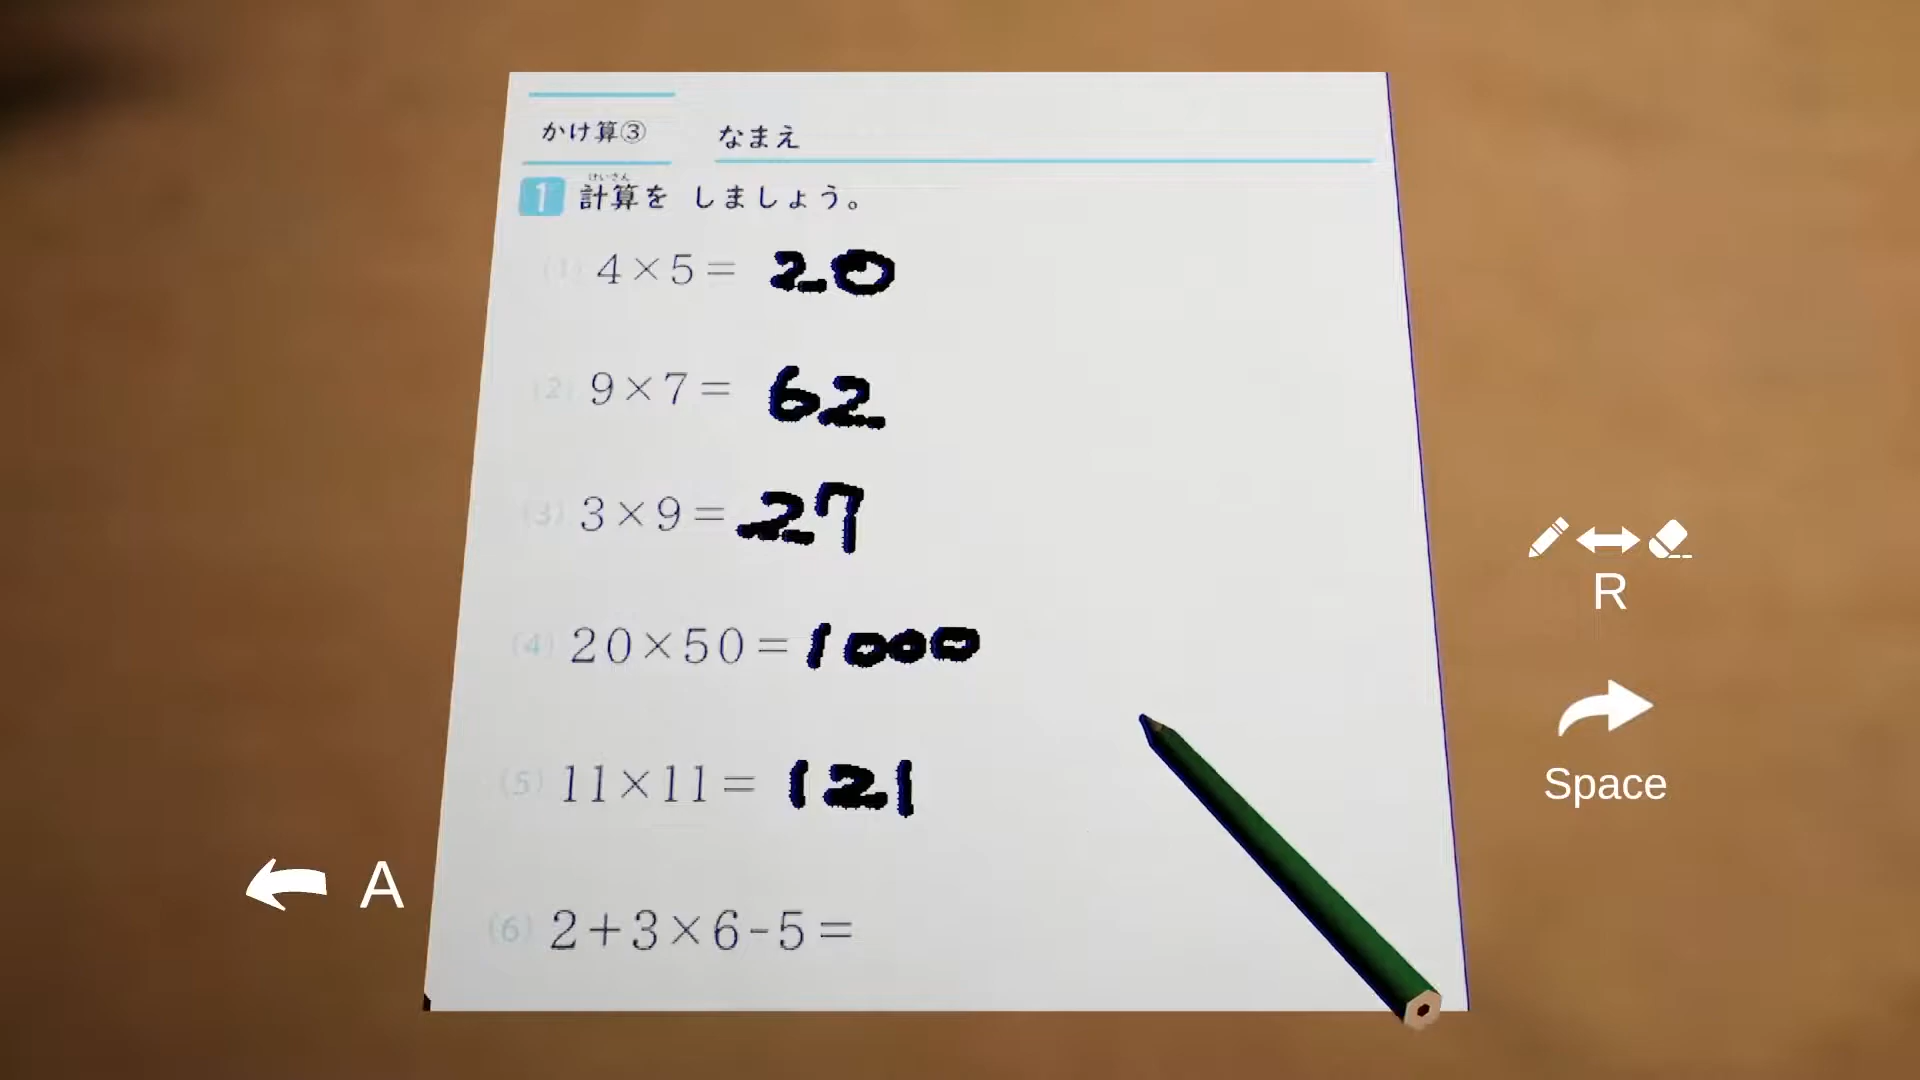 かけ算③ なまえ
けいさん
1 計算を しましょう。
(1) 4×5= 20
(2) 9×7= 62
(3) 3×9= 27
(4) 20×50= 1000
(5) 11×11= 121
(6) 2+3×6-5=
R
Space
A